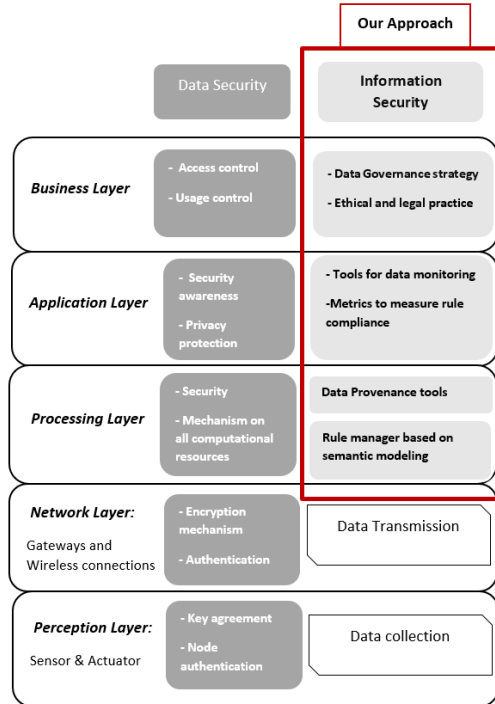 Our Approach
Data Security
Information
Security
Business Layer
- Access control
- Usage control
- Data Governance strategy
- Ethical and legal practice
Application Layer
- Security
awareness
- Privacy
protection
- Tools for data monitoring
-Metrics to measure rule
compliance
Processing Layer
- Security
- Mechanism on
all computational
resources
Data Provenance tools
Rule manager based on
semantic modeling
Network Layer:
Gateways and
Wireless connections
- Encryption
mechanism
- Authentication
Data Transmission
Perception Layer:
Sensor & Actuator
- Key agreement
- Node
authentication
Data collection